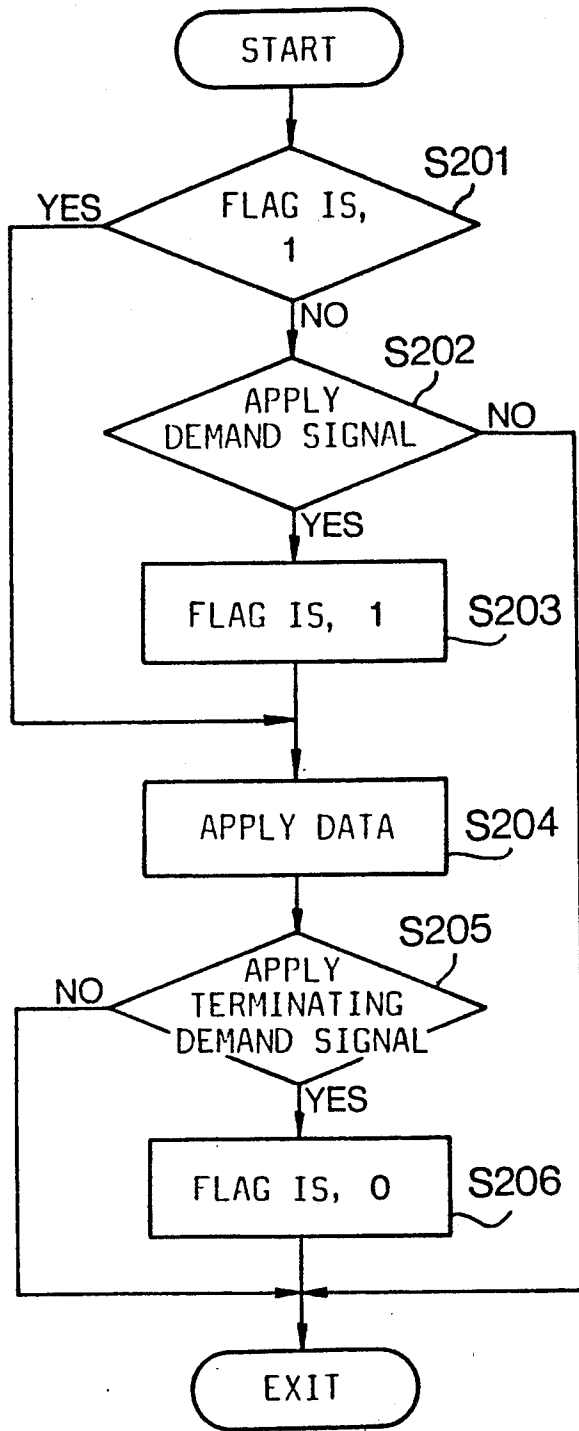 START
S201
YES
FLAG IS,
1
NO
S202
APPLY
DEMAND SIGNAL
NO
YES
FLAG IS, 1
S203
APPLY DATA
S204
S205
NO
APPLY
TERMINATING
DEMAND SIGNAL
YES
FLAG IS, 0
S206
EXIT